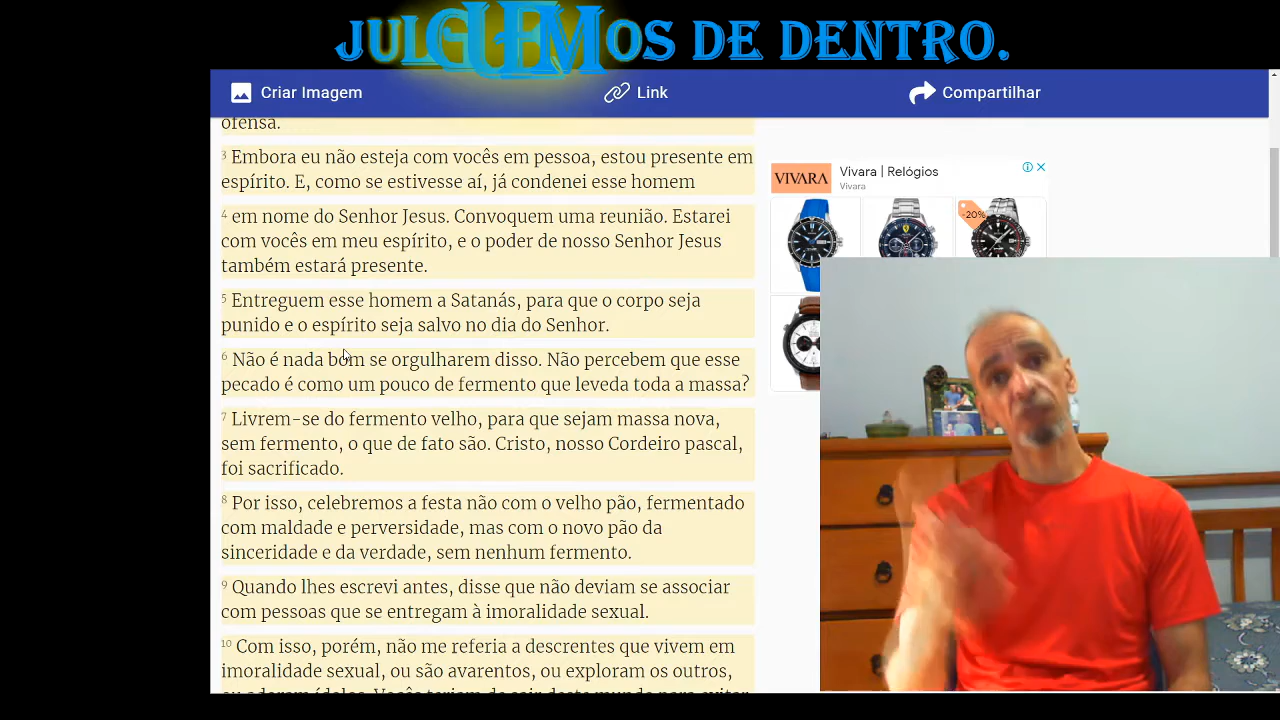 JULGUEMOS DE DENTRO.
Criar Imagem
Link
Compartilhar
ofensa.
3 Embora eu não esteja com vocês em pessoa, estou presente em
espírito. E, como se estivesse aí, já condenei esse homem
4 em nome do Senhor Jesus. Convoquem uma reunião. Estarei
com vocês em meu espírito, e o poder de nosso Senhor Jesus
também estará presente.
5 Entreguem esse homem a Satanás, para que o corpo seja
punido e o espírito seja salvo no dia do Senhor.
6 Não é nada bom se orgulharem disso. Não percebem que esse
pecado é como um pouco de fermento que leveda toda a massa?
7 Livrem-se do fermento velho, para que sejam massa nova,
sem fermento, o que de fato são. Cristo, nosso Cordeiro pascal,
foi sacrificado.
8 Por isso, celebremos a festa não com o velho pão, fermentado
com maldade e perversidade, mas com o novo pão da
sinceridade e da verdade, sem nenhum fermento.
9 Quando lhes escrevi antes, disse que não deviam se associar
com pessoas que se entregam à imoralidade sexual.
10 Com isso, porém, não me referia a descrentes que vivem em
imoralidade sexual, ou são avarentos, ou exploram os outros,
VIVARA
Vivara | Relógios
Vivara
-20%